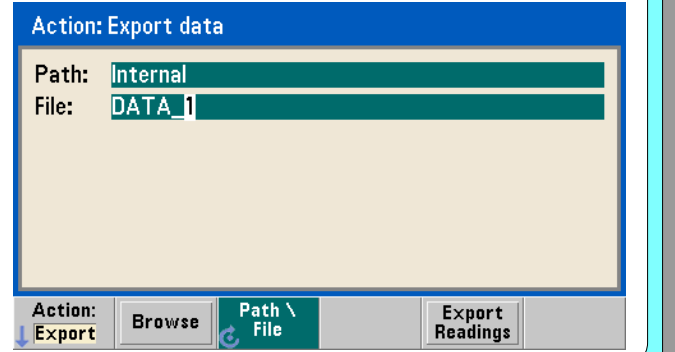 Action: Export data
Path: Internal
File: DATA_1
Action:
Export
Browse
Path \
File
Export
Readings